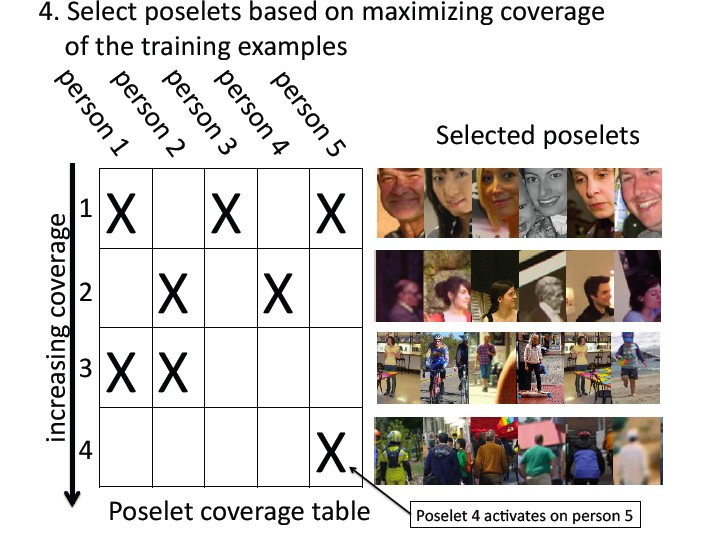 4. Select poselets based on maximizing coverage
of the training examples
person 1
person 2
person 3
person 4
person 5
Selected poselets
increasing coverage
1
X X X
2
X X
3
X X
4
X
Poselet coverage table
Poselet 4 activates on person 5